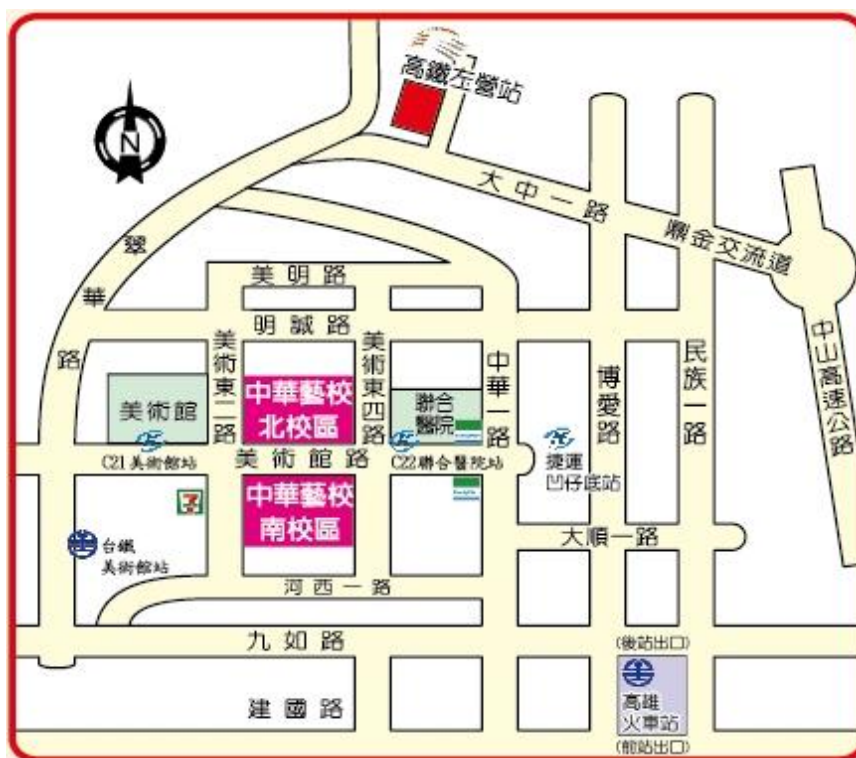 高鐵左營站
N
大中一路
鼎金交流道
翠華路
美明路
明誠路
美術東二路
美術東四路
中華一路
博愛路
民族一路
中山高速公路
美術館
中華藝校
北校區
聯合
醫院
美術館路
C21美術館站
C22聯合醫院站
捷運
凹仔底站
7
中華藝校
南校區
大順一路
台鐵
美術館站
河西一路
九如路
(後站出口)
建國路
高雄
火車站
(前站出口)